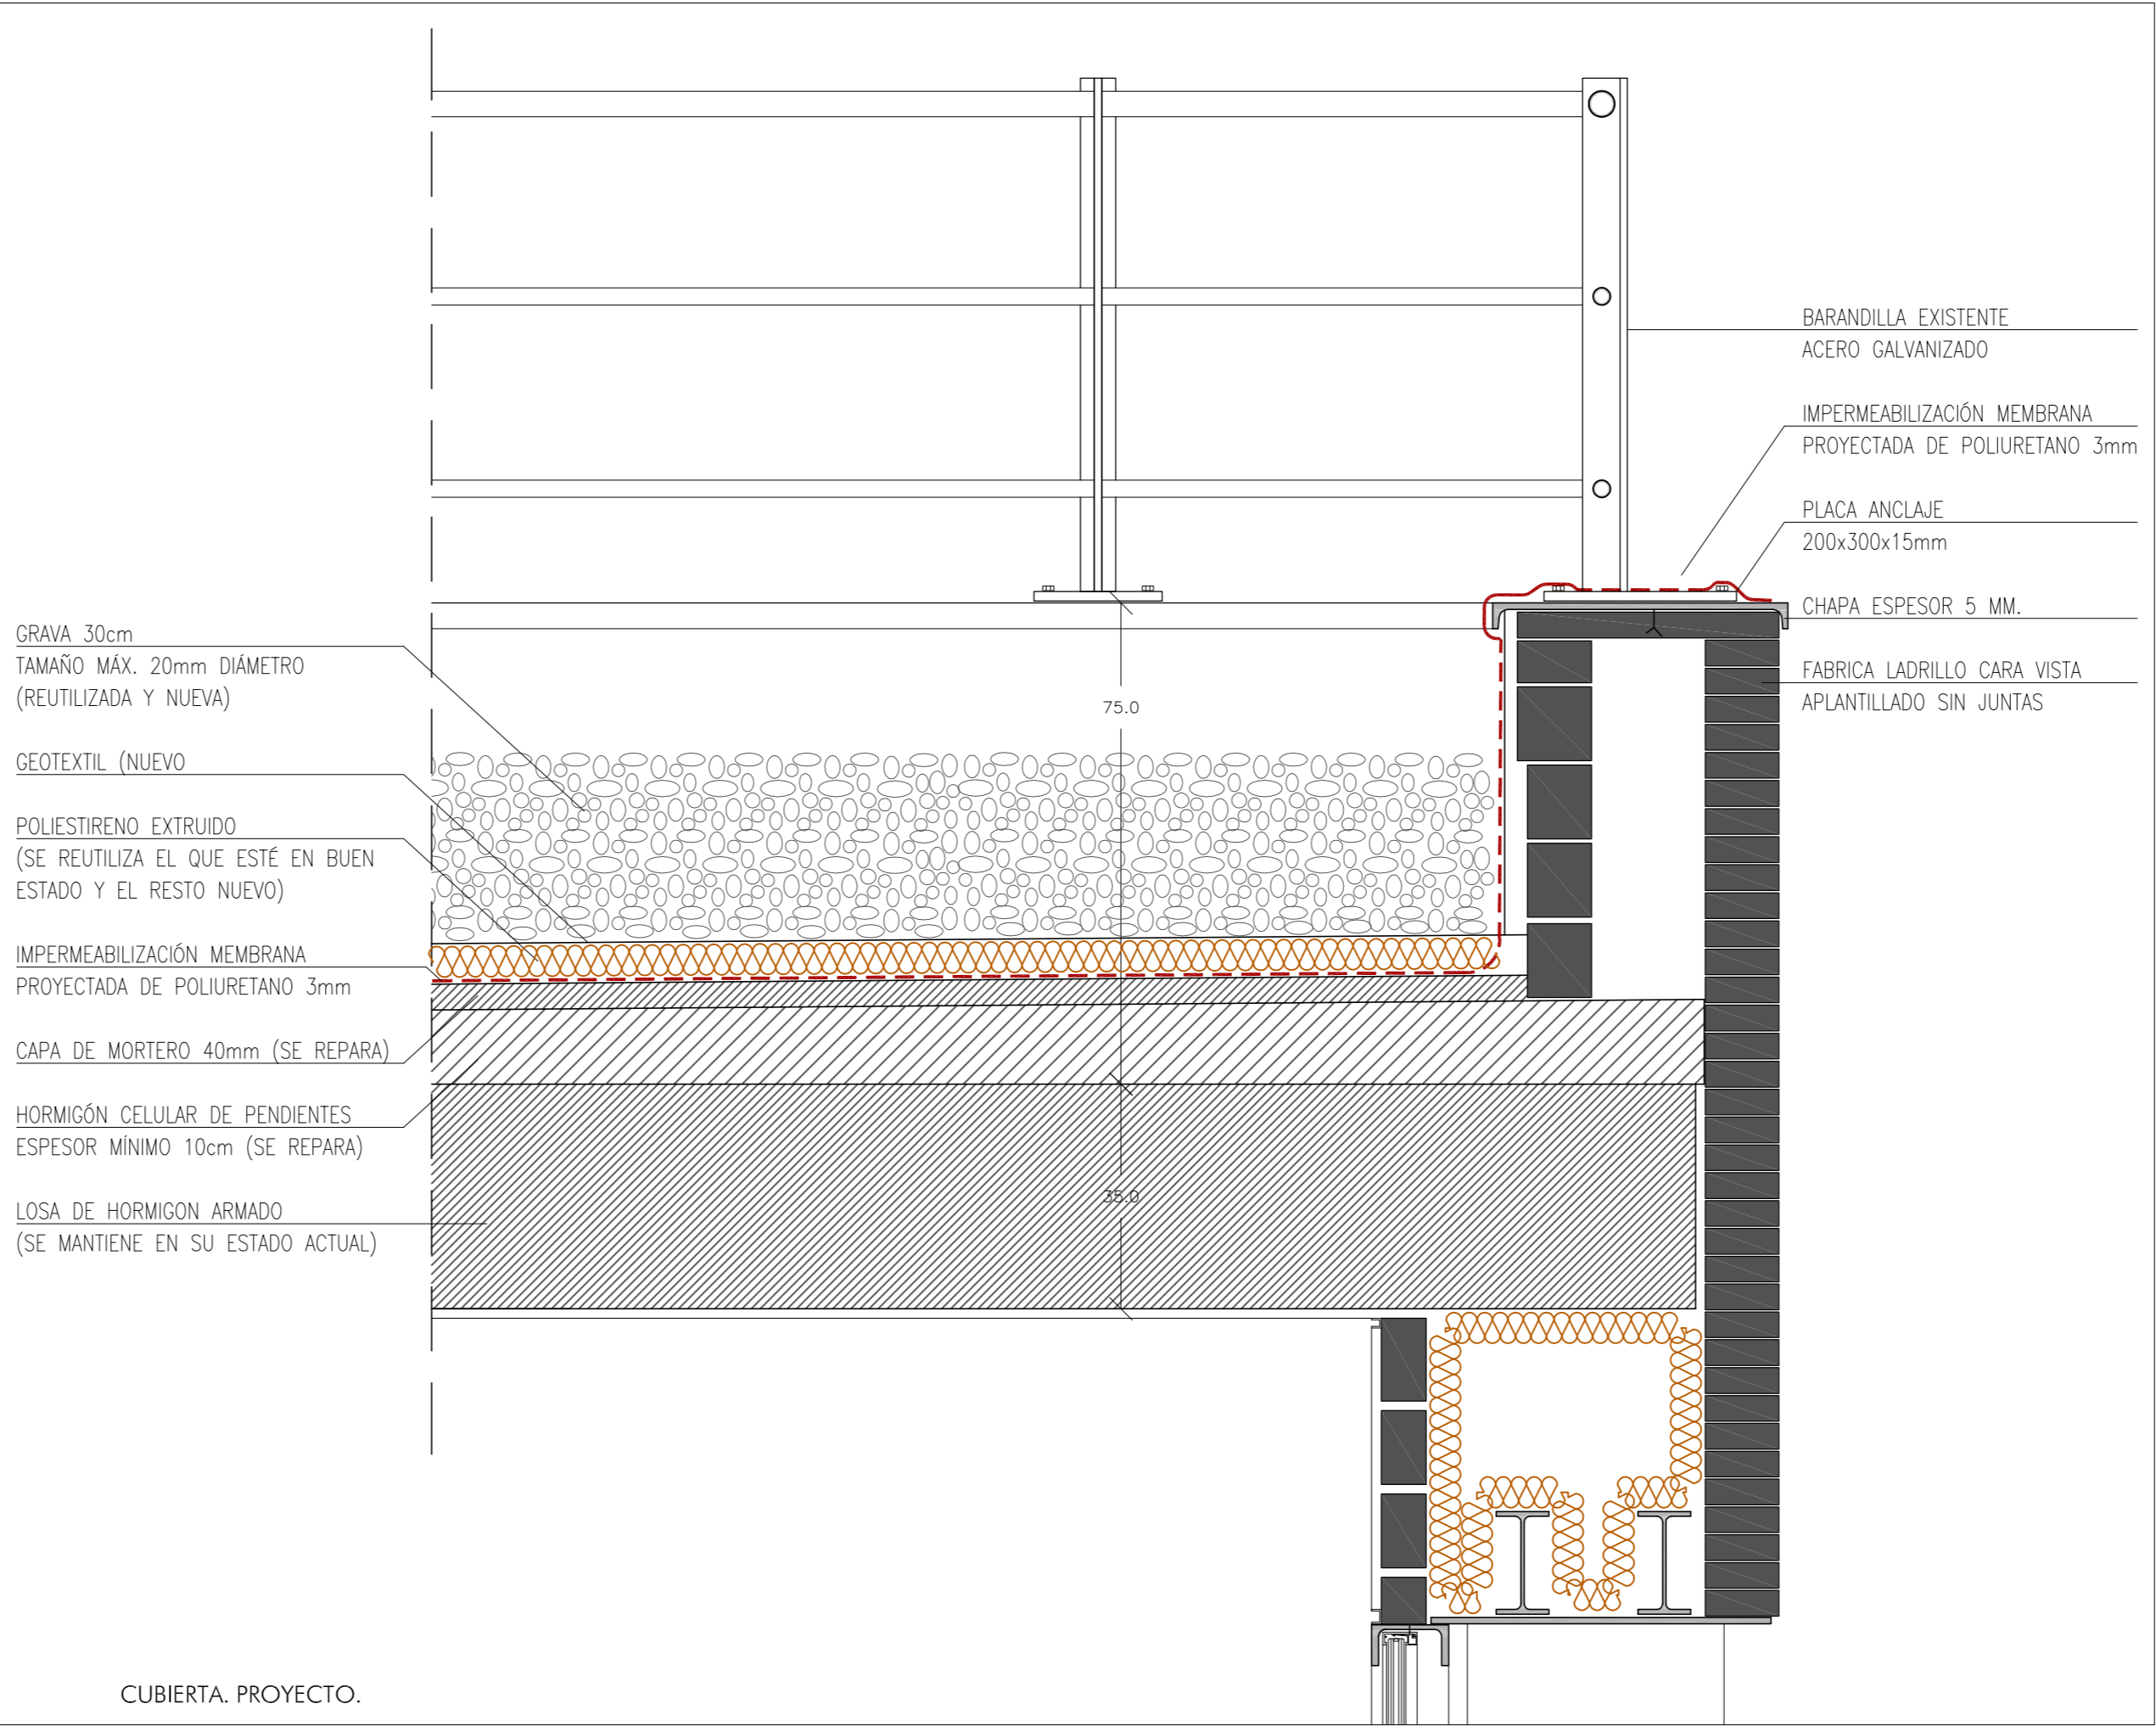 GRAVA 30cm
TAMAÑO MÁX. 20mm DIÁMETRO
(REUTILIZADA Y NUEVA)
GEOTEXTIL (NUEVO
POLIESTIRENO EXTRUIDO
(SE REUTILIZA EL QUE ESTÉ EN BUEN
ESTADO Y EL RESTO NUEVO)
IMPERMEABILIZACIÓN MEMBRANA
PROYECTADA DE POLIURETANO 3mm
CAPA DE MORTERO 40mm (SE REPARA)
HORMIGÓN CELULAR DE PENDIENTES
ESPESOR MÍNIMO 10cm (SE REPARA)
LOSA DE HORMIGON ARMADO
(SE MANTIENE EN SU ESTADO ACTUAL)
75.0
35.0
BARANDILLA EXISTENTE
ACERO GALVANIZADO
IMPERMEABILIZACIÓN MEMBRANA
PROYECTADA DE POLIURETANO 3mm
PLACA ANCLAJE
200x300x15mm
CHAPA ESPESOR 5 MM.
FABRICA LADRILLO CARA VISTA
APLANTILLADO SIN JUNTAS
CUBIERTA. PROYECTO.